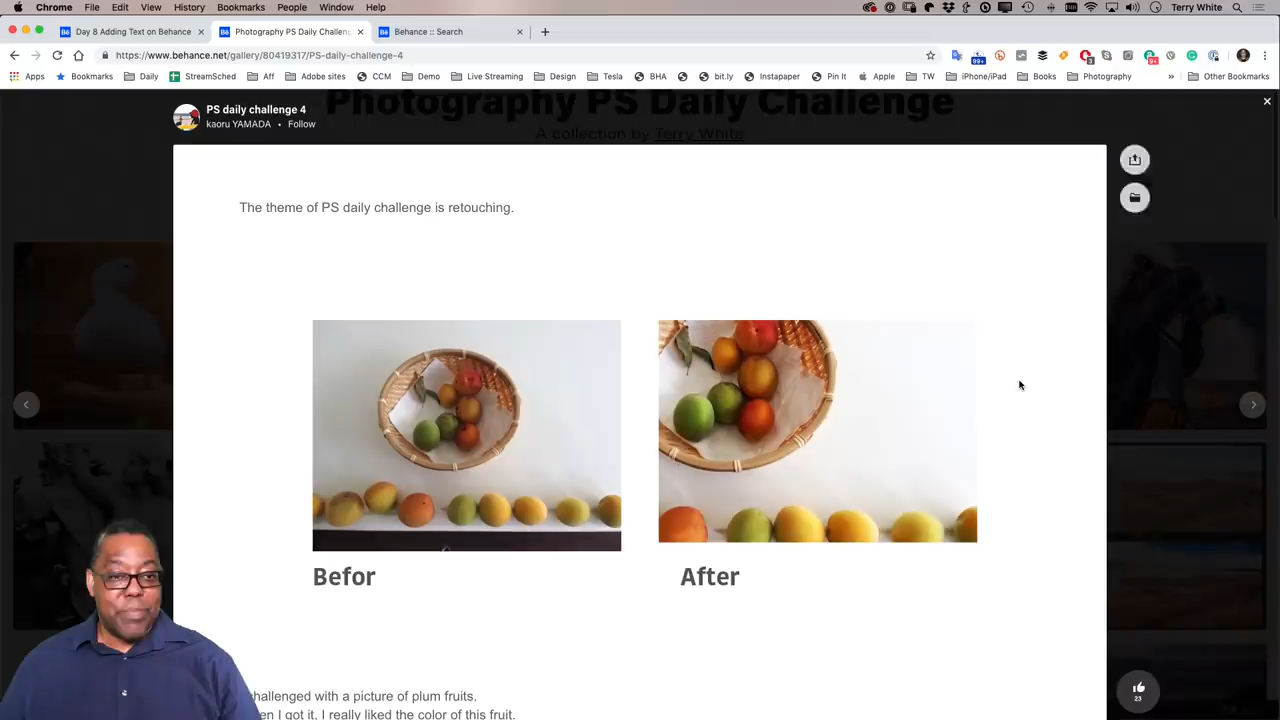 Chrome File Edit View History Bookmarks People Window Help Terry White
Day 8 Adding Text on Behance Photography PS Daily Challeng Behance :: Search
https://www.behance.net/gallery/80419317/PS-daily-challenge-4
Apps Bookmarks Daily StreamSched Aff Adobe sites CCM Demo Live Streaming Design Tesla BHA bit.ly Instapaper Pin It Apple TW iPhone/iPad Books Photography » Other Bookmarks
Photography PS Daily Challenge
A collection by Terry White
PS daily challenge 4
kaoru YAMADA • Follow
The theme of PS daily challenge is retouching.
Befor After
challenged with a picture of plum fruits.
en I got it, I really liked the color of this fruit.
23